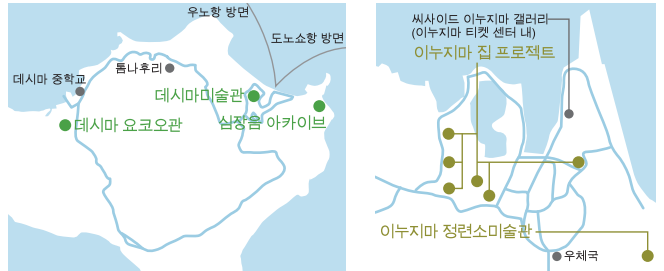 우노항 방면
도노쇼항 방면
톰나후리
데시마 중학교
데시마미술관
데시마 요코오관
심장음 아카이브
씨사이드 이누지마 갤러리
(이누지마 티켓 센터 내)
이누지마 집 프로젝트
이누지마 정련소미술관
우체국